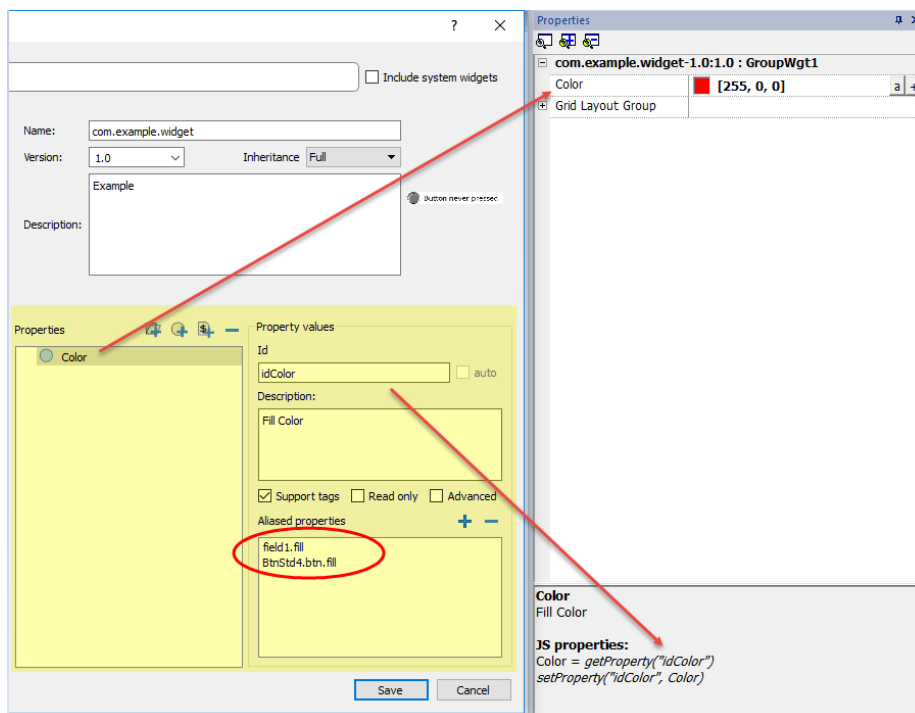 ?
Include system widgets
Name:
com.example.widget
Version:
1.0
Inheritance
Full
Description:
Example
Button never pressed
Properties
Color
Property values
Id
idColor
auto
Description:
Fill Color
Support tags
Read only
Advanced
Aliased properties
field1.fill
BtnStd4.btn.fill
Save
Cancel
Properties
com.example.widget-1.0:1.0 : GroupWgt1
Color
[255, 0, 0]
a
+
Grid Layout Group
Color
Fill Color
JS properties:
Color = getProperty("idColor")
setProperty("idColor", Color)